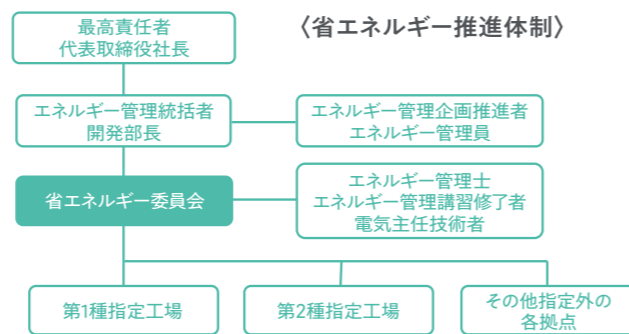 〈省エネルギー推進体制〉
最高責任者
代表取締役社長
エネルギー管理統括者
開発部長
エネルギー管理企画推進者
エネルギー管理員
省エネルギー委員会
エネルギー管理士
エネルギー管理講習修了者
電気主任技術者
第1種指定工場
第2種指定工場
その他指定外の
各拠点